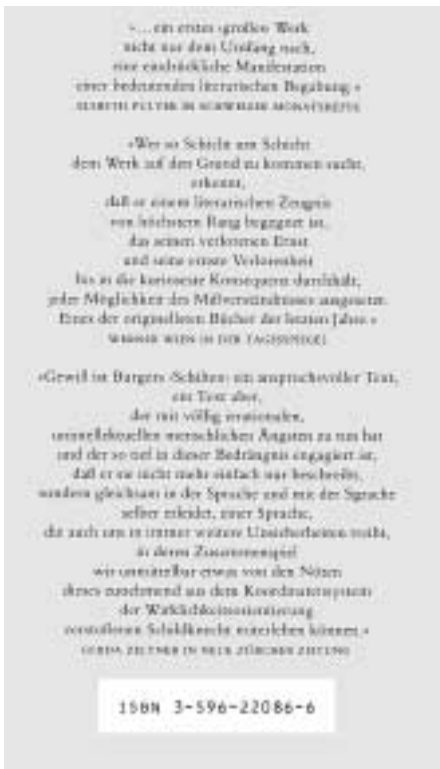 »...ein erstes ›großes‹ Werk
nicht nur dem Umfang nach,
eine eindrückliche Manifestation
einer bedeutenden literarischen Begabung.«
ELSBETH PULVER IN SCHWEIZER MONATSHEFTE
»Wer so Schicht um Schicht
dem Werk auf den Grund zu kommen sucht,
erkennt,
daß er einem literarischen Zeugnis
von höchstem Rang begegnet ist,
das seinen verlorenen Ernst
und seine ernste Verlorenheit
bis in die kurioseste Konsequenz durchhält,
jeder Möglichkeit des Mißverständnisses ausgesetzt.
Eines der originellsten Bücher der letzten Jahre.«
WERNER WIEN IN DER TAGESSPIEGEL
»Gewiß ist Burgers ›Schilten‹ ein anspruchsvoller Text,
ein Text aber,
der mit völlig irrationalen,
unintellektuellen menschlichen Ängsten zu tun hat
und der so tief in dieser Bedrängnis engagiert ist,
daß er sie nicht mehr einfach nur beschreibt,
sondern gleichsam in der Sprache und mit der Sprache
selber erleidet, einer Sprache,
die auch uns in immer weitere Unsicherheiten treibt,
in deren Zusammenspiel
wir unmittelbar etwas von den Nöten
dieses zunehmend aus dem Koordinatensystem
der Wirklichkeitsorientierung
verstoßenen Schildknecht miterleben können.«
GERDA ZELTNER IN NEUE ZÜRCHER ZEITUNG
ISBN 3-596-22086-6